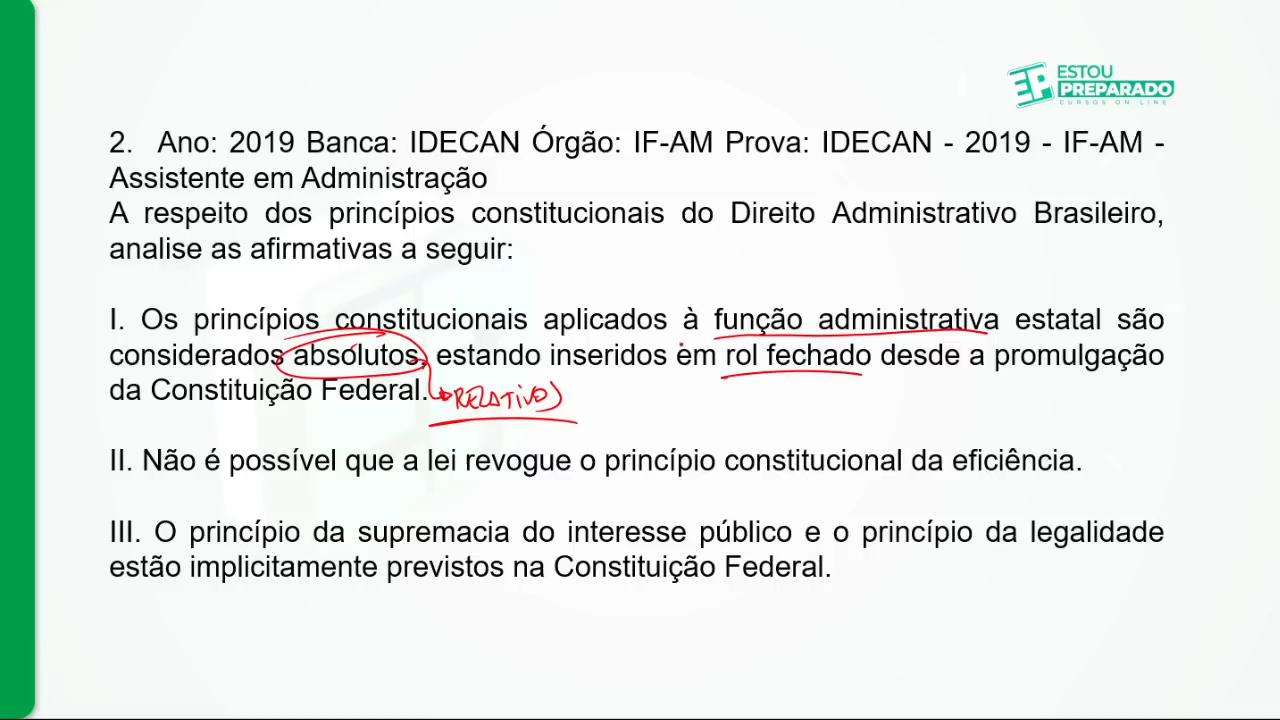 ESTOU
EP PREPARADO
CURSOS ON LINE
2. Ano: 2019 Banca: IDECAN Órgão: IF-AM Prova: IDECAN - 2019 - IF-AM -
Assistente em Administração
A respeito dos princípios constitucionais do Direito Administrativo Brasileiro,
analise as afirmativas a seguir:
I. Os princípios constitucionais aplicados à função administrativa estatal são
considerados absolutos, estando inseridos em rol fechado desde a promulgação
da Constituição Federal.
RELATIVOS
II. Não é possível que a lei revogue o princípio constitucional da eficiência.
III. O princípio da supremacia do interesse público e o princípio da legalidade
estão implicitamente previstos na Constituição Federal.